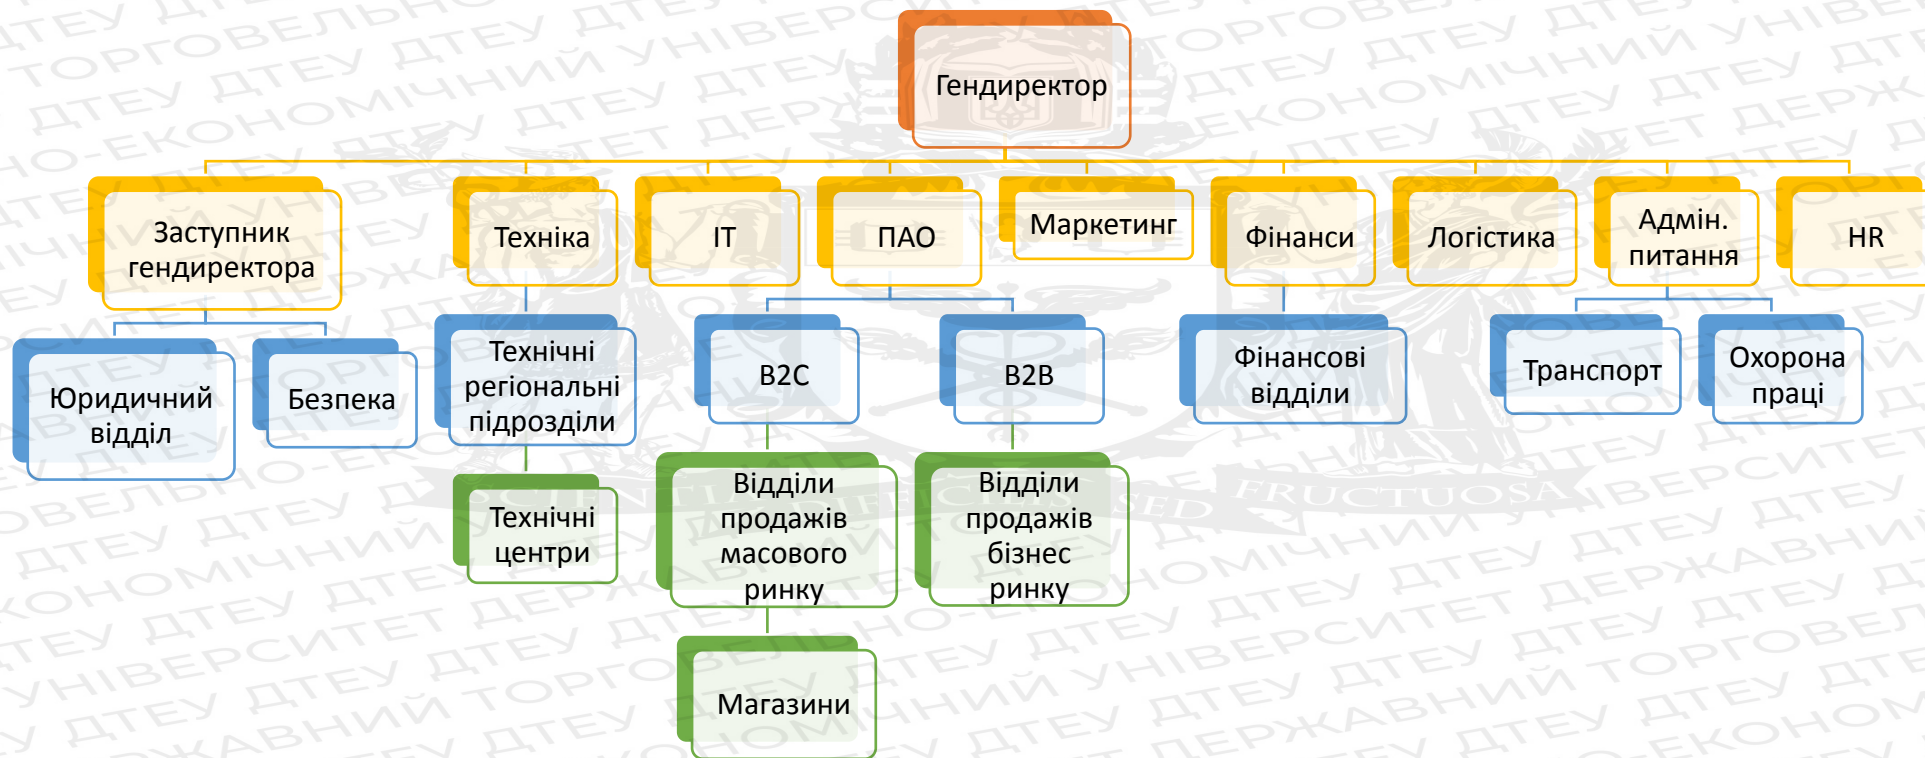 Гендиректор
Заступник
гендиректора
Техніка
ІТ
ПАО
Маркетинг
Фінанси
Логістика
Адмін.
питання
HR
Юридичний
відділ
Безпека
Технічні
регіональні
підрозділи
B2C
B2B
Фінансові
відділи
Транспорт
Охорона
праці
Технічні
центри
Відділи
продажів
масового
ринку
Відділи
продажів
бізнес
ринку
Магазини